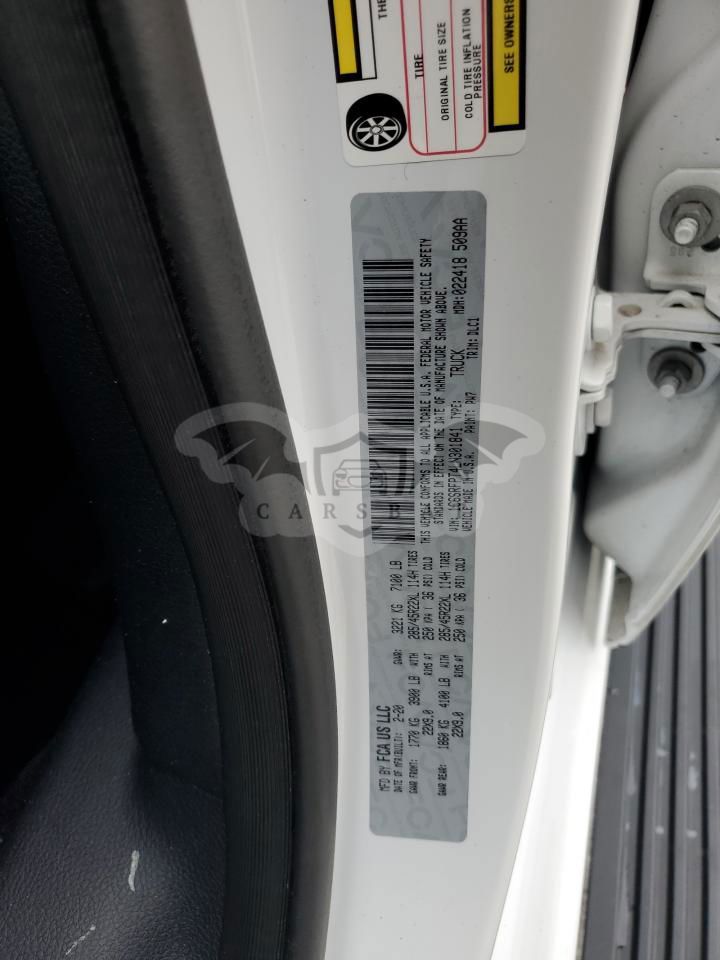 THE
TIRE
ORIGINAL TIRE SIZE
COLD TIRE INFLATION
PRESSURE
SEE OWNERS
MFD BY FCA US LLC
DATE OF MFR(BUILT): 2-20 GVWR: 3221 KG 7100 LB
GAWR FRONT: 1770 KG 3900 LB WITH 285/45R22XL 114H TIRES
22X9.0 RIMS AT 250 KPA ( 36 PSI) COLD
GAWR REAR: 1860 KG 4100 LB WITH 285/45R22XL 114H TIRES
22X9.0 RIMS AT 250 KPA ( 36 PSI) COLD
THIS VEHICLE CONFORMS TO ALL APPLICABLE U.S.A. FEDERAL MOTOR VEHICLE SAFETY
STANDARDS IN EFFECT ON THE DATE OF MANUFACTURE SHOWN ABOVE.
VIN: TYPE: TRUCK MDH: 022418 509AA
VEHICLE MADE IN U.S.A. PAINT: PW7 TRIM: DLC1
CARSB